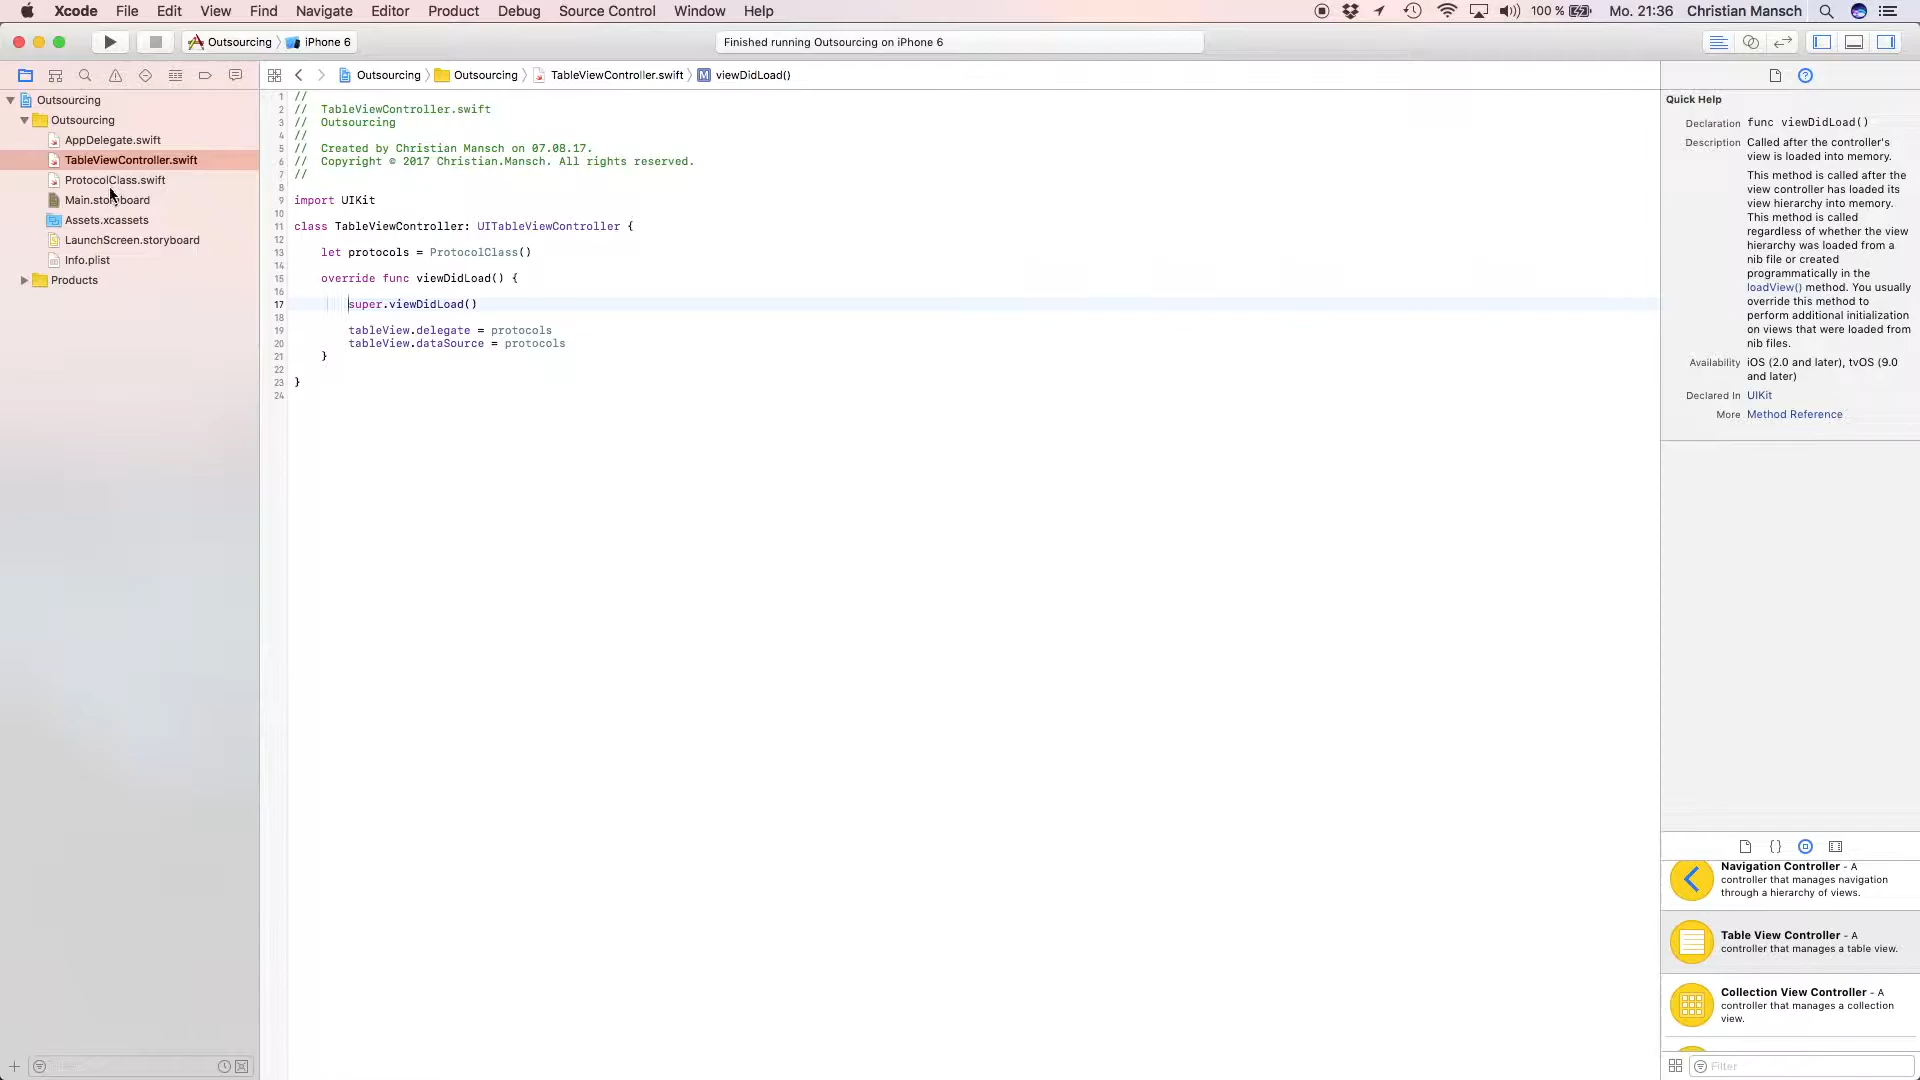 Xcode File Edit View Find Navigate Editor Product Debug Source Control Window Help
100 % Mo. 21:36 Christian Mansch
Outsourcing iPhone 6
Finished running Outsourcing on iPhone 6
Outsourcing Outsourcing TableViewController.swift M viewDidLoad()
Outsourcing
Outsourcing
AppDelegate.swift
TableViewController.swift
ProtocolClass.swift
Main.storyboard
Assets.xcassets
LaunchScreen.storyboard
Info.plist
Products
1 //
2 // TableViewController.swift
3 // Outsourcing
4 //
5 // Created by Christian Mansch on 07.08.17.
6 // Copyright © 2017 Christian.Mansch. All rights reserved.
7 //
8
9 import UIKit
10
11 class TableViewController: UITableViewController {
12
13 let protocols = ProtocolClass()
14
15 override func viewDidLoad() {
16
17 super.viewDidLoad()
18
19 tableView.delegate = protocols
20 tableView.dataSource = protocols
21 }
22
23 }
24
Quick Help
Declaration func viewDidLoad()
Description Called after the controller's
view is loaded into memory.
This method is called after the
view controller has loaded its
view hierarchy into memory.
This method is called
regardless of whether the view
hierarchy was loaded from a
nib file or created
programmatically in the
loadView() method. You usually
override this method to
perform additional initialization
on views that were loaded from
nib files.
Availability iOS (2.0 and later), tvOS (9.0
and later)
Declared In UIKit
More Method Reference
Navigation Controller - A
controller that manages navigation
through a hierarchy of views.
Table View Controller - A
controller that manages a table view.
Collection View Controller - A
controller that manages a collection
view.
Filter